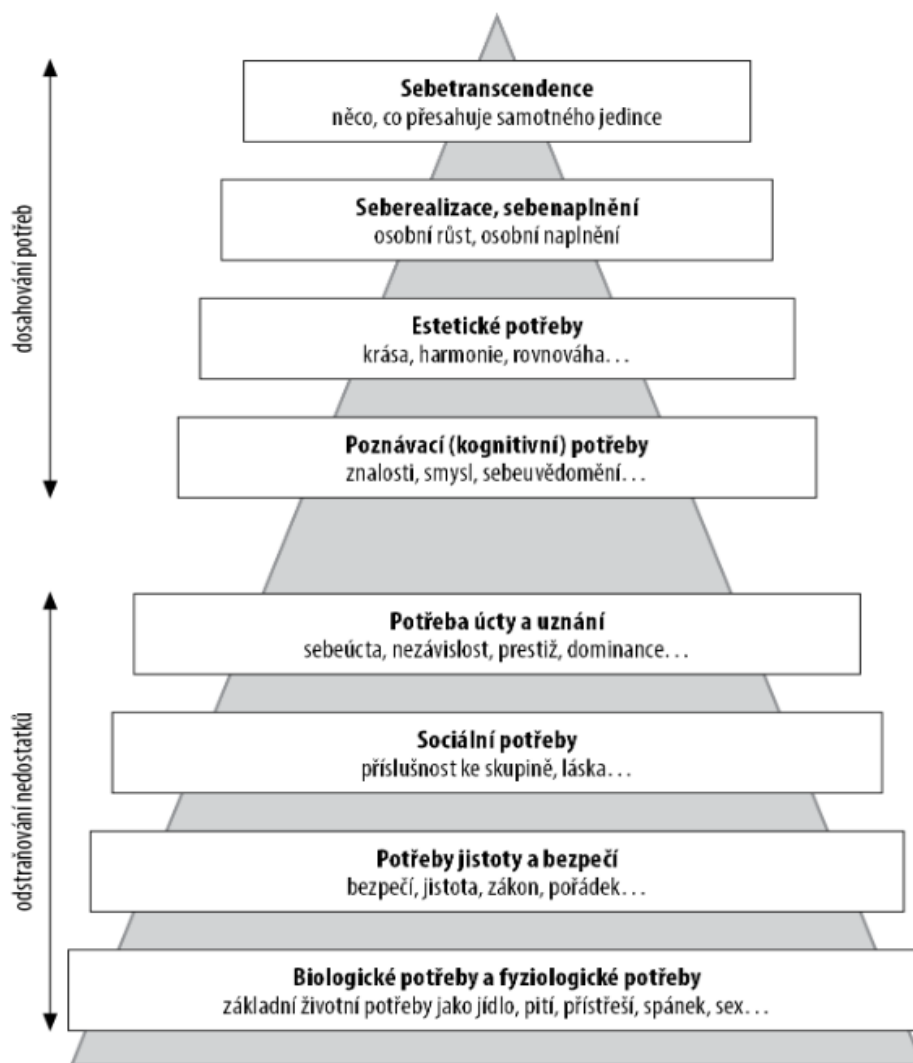 Sebetranscendence
něco, co přesahuje samotného jedince
Seberealizace, sebenaplnění
osobní růst, osobní naplnění
Estetické potřeby
krása, harmonie, rovnováha…
Poznávací (kognitivní) potřeby
znalosti, smysl, sebeuvědomění…
dosahování potřeb
Potřeba úcty a uznání
sebeúcta, nezávislost, prestiž, dominance…
Sociální potřeby
příslušnost ke skupině, láska…
Potřeby jistoty a bezpečí
bezpečí, jistota, zákon, pořádek…
Biologické potřeby a fyziologické potřeby
základní životní potřeby jako jídlo, pití, přístřeší, spánek, sex…
odstraňování nedostatků